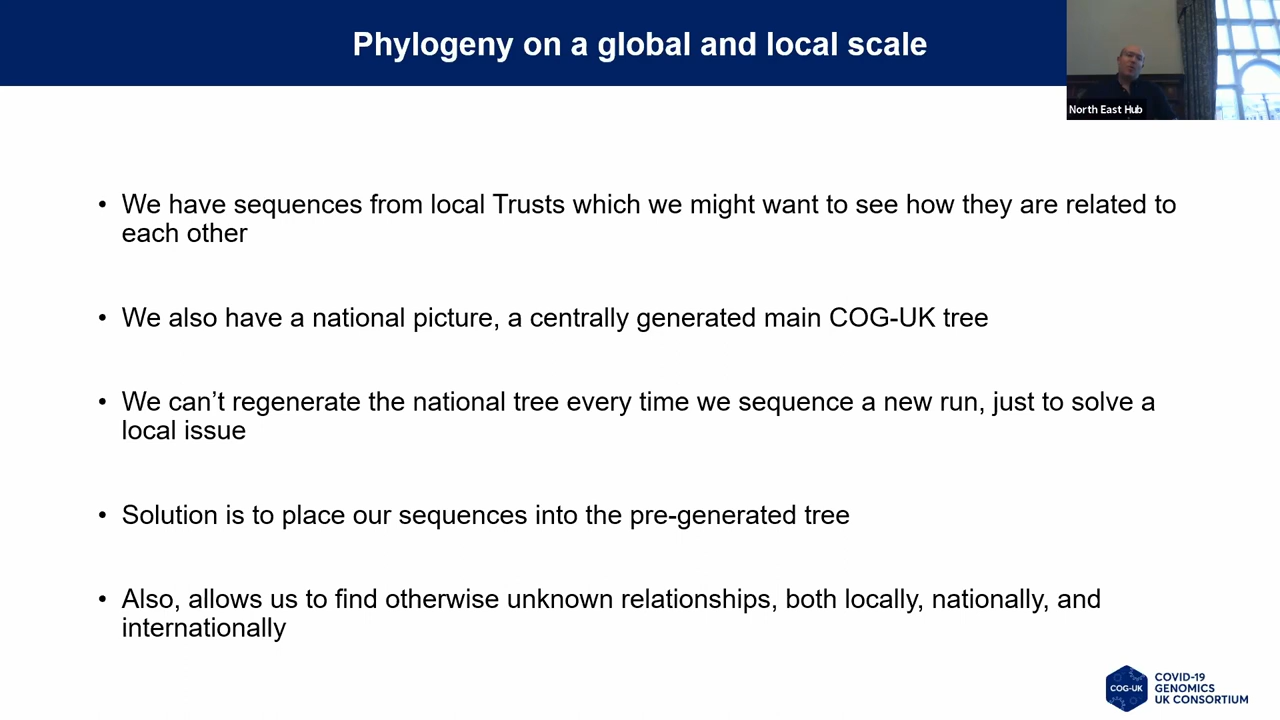 Phylogeny on a global and local scale
North East Hub
• We have sequences from local Trusts which we might want to see how they are related to
each other
• We also have a national picture, a centrally generated main COG-UK tree
• We can’t regenerate the national tree every time we sequence a new run, just to solve a
local issue
• Solution is to place our sequences into the pre-generated tree
• Also, allows us to find otherwise unknown relationships, both locally, nationally, and
internationally
COG-UK
COVID-19
GENOMICS
UK CONSORTIUM